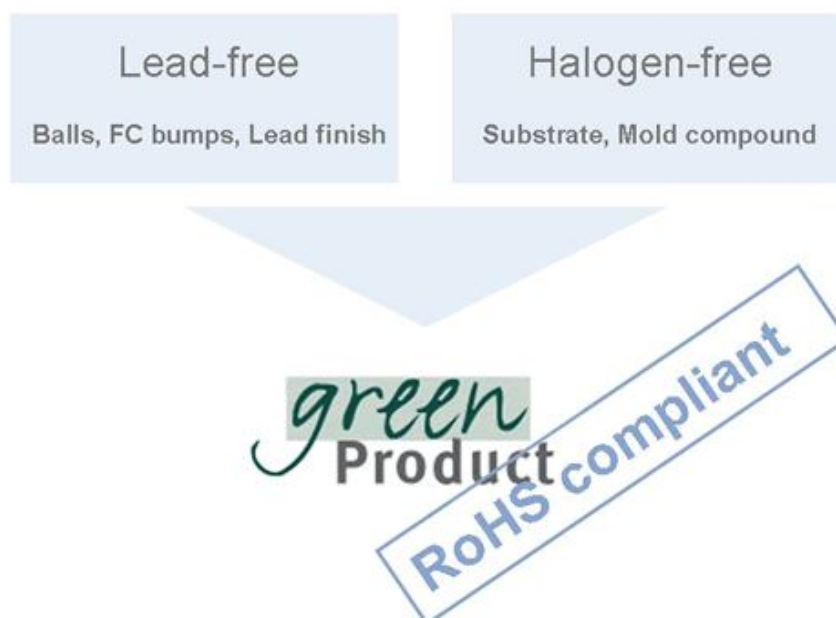 Lead-free
Balls, FC bumps, Lead finish
Halogen-free
Substrate, Mold compound
green
Product
RoHS compliant